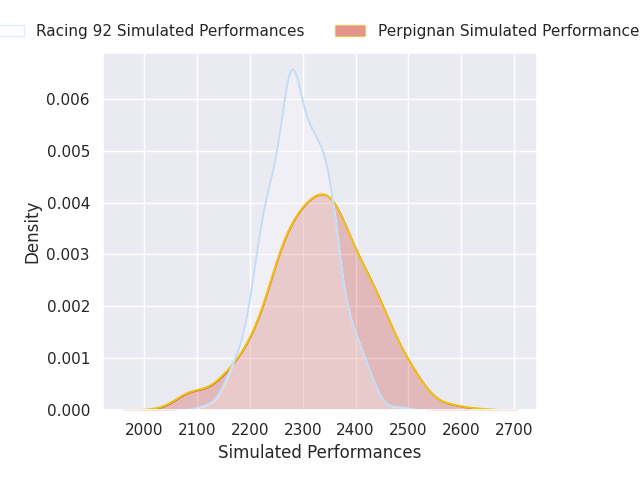 Racing 92 Simulated Performances
Perpignan Simulated Performance
Density
0.006
0.005
0.004
0.003
0.002
0.001
0.000
2000 2100 2200 2300 2400 2500 2600 2700
Simulated Performances